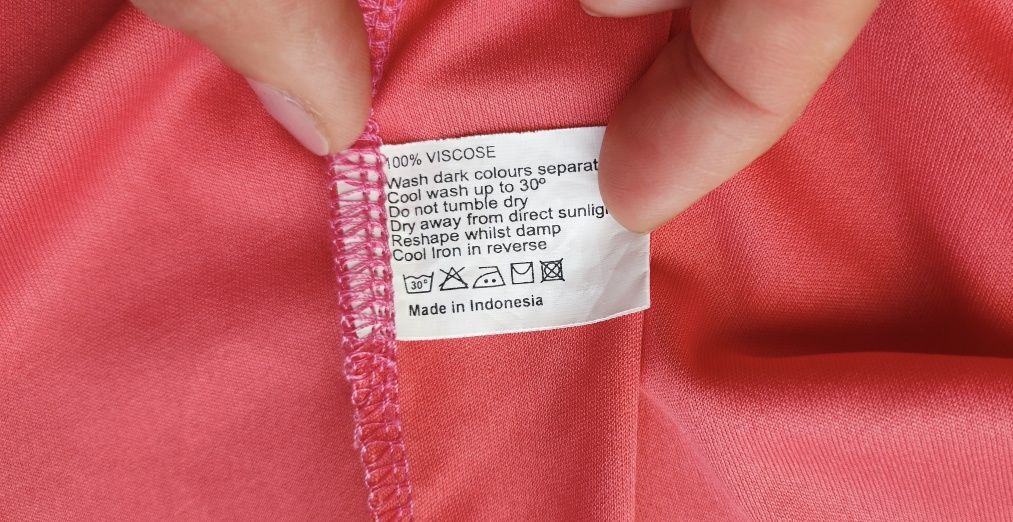 100% VISCOSE
Wash dark colours separat
Cool wash up to 30º
Do not tumble dry
Dry away from direct sunlig
Reshape whilst damp
Cool Iron in reverse
30º
Made in Indonesia